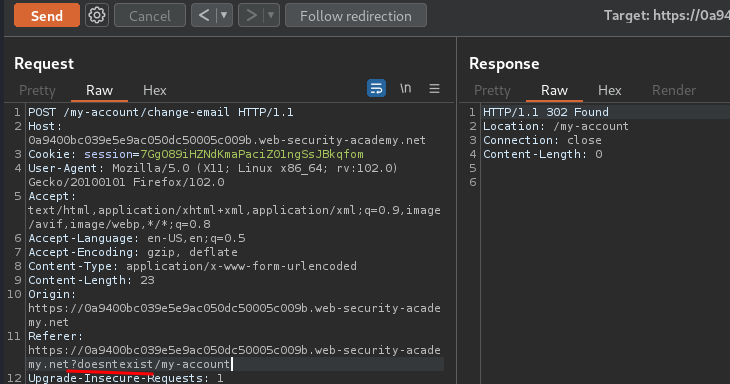 Send Cancel < > Follow redirection Target: https://0a94
Request
Pretty Raw Hex \n
1 POST /my-account/change-email HTTP/1.1
2 Host:
0a9400bc039e5e9ac050dc50005c009b.web-security-academy.net
3 Cookie: session=7GgO89iHZNdKmaPaciZ01ngSsJBkqfom
4 User-Agent: Mozilla/5.0 (X11; Linux x86_64; rv:102.0)
Gecko/20100101 Firefox/102.0
5 Accept:
text/html,application/xhtml+xml,application/xml;q=0.9,image
/avif,image/webp,*/*;q=0.8
6 Accept-Language: en-US,en;q=0.5
7 Accept-Encoding: gzip, deflate
8 Content-Type: application/x-www-form-urlencoded
9 Content-Length: 23
10 Origin:
https://0a9400bc039e5e9ac050dc50005c009b.web-security-acade
my.net
11 Referer:
https://0a9400bc039e5e9ac050dc50005c009b.web-security-acade
my.net?doesntexist/my-account
12 Upgrade-Insecure-Requests: 1
Response
Pretty Raw Hex Render
1 HTTP/1.1 302 Found
2 Location: /my-account
3 Connection: close
4 Content-Length: 0
5
6